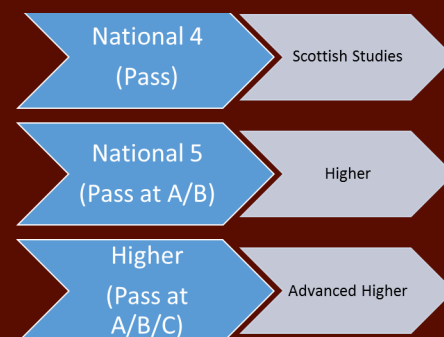 National 4
(Pass)
Scottish Studies
National 5
(Pass at A/B)
Higher
Higher
(Pass at
A/B/C)
Advanced Higher